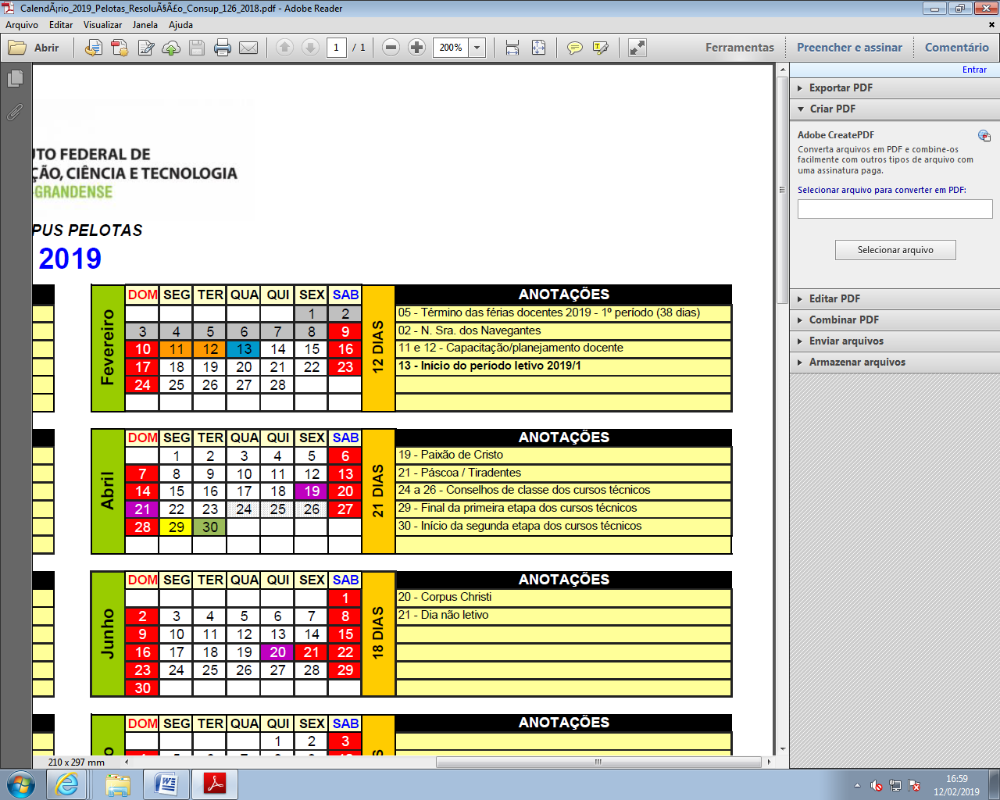 CalendÃ¡rio_2019_Pelotas_ResoluÃ§Ã£o_Consup_126_2018.pdf - Adobe Reader
Arquivo Editar Visualizar Janela Ajuda
Abrir 1 / 1 200% Ferramentas Preencher e assinar Comentário
Entrar
Exportar PDF
Criar PDF
Adobe CreatePDF
Converta arquivos em PDF e combine-os
facilmente com outros tipos de arquivo com
uma assinatura paga.
Selecionar arquivo para converter em PDF:
Selecionar arquivo
Editar PDF
Combinar PDF
Enviar arquivos
Armazenar arquivos
UTO FEDERAL DE
ÇÃO, CIÊNCIA E TECNOLOGIA
-GRANDENSE
PUS PELOTAS
2019
Fevereiro
DOM SEG TER QUA QUI SEX SAB
1 2
3 4 5 6 7 8 9
10 11 12 13 14 15 16
17 18 19 20 21 22 23
24 25 26 27 28
12 DIAS
ANOTAÇÕES
05 - Término das férias docentes 2019 - 1º período (38 dias)
02 - N. Sra. dos Navegantes
11 e 12 - Capacitação/planejamento docente
13 - Início do período letivo 2019/1
Abril
DOM SEG TER QUA QUI SEX SAB
1 2 3 4 5 6
7 8 9 10 11 12 13
14 15 16 17 18 19 20
21 22 23 24 25 26 27
28 29 30
21 DIAS
ANOTAÇÕES
19 - Paixão de Cristo
21 - Páscoa / Tiradentes
24 a 26 - Conselhos de classe dos cursos técnicos
29 - Final da primeira etapa dos cursos técnicos
30 - Início da segunda etapa dos cursos técnicos
Junho
DOM SEG TER QUA QUI SEX SAB
1
2 3 4 5 6 7 8
9 10 11 12 13 14 15
16 17 18 19 20 21 22
23 24 25 26 27 28 29
30
18 DIAS
ANOTAÇÕES
20 - Corpus Christi
21 - Dia não letivo
DOM SEG TER QUA QUI SEX SAB
1 2 3
ANOTAÇÕES
210 x 297 mm
16:59
12/02/2019